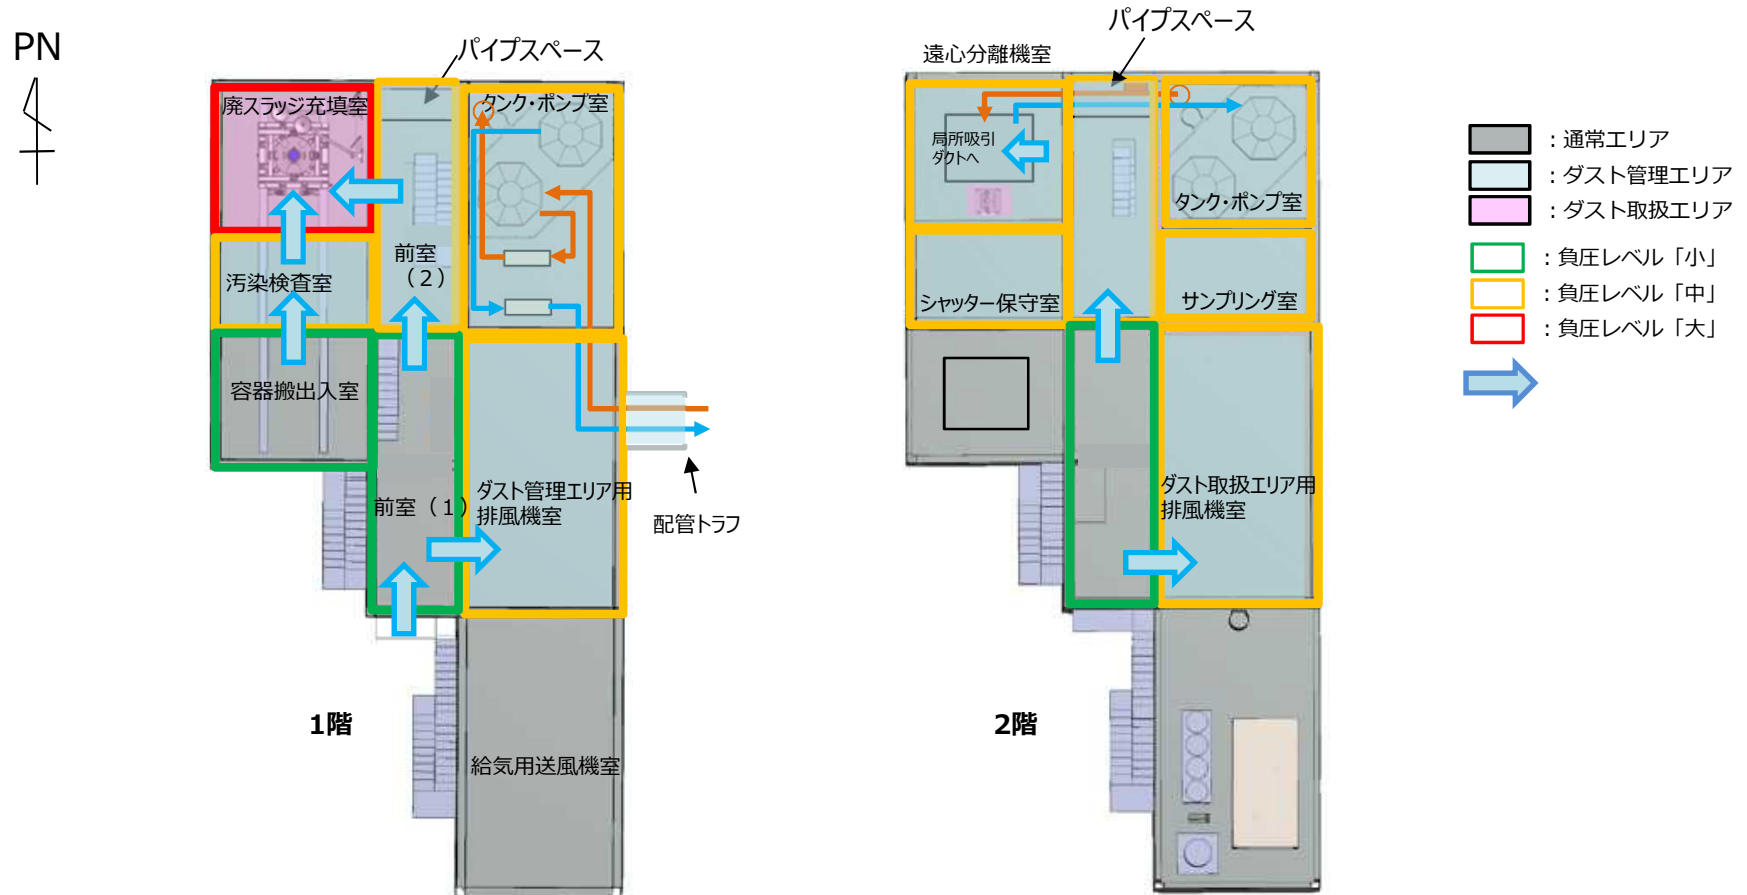 PN
パイプスペース
廃スラッジ充填室
タンク・ポンプ室
前室
（2）
汚染検査室
容器搬出入室
前室（1）
ダスト管理エリア用
排風機室
配管トラフ
1階
給気用送風機室
パイプスペース
遠心分離機室
局所吸引
ダクトへ
タンク・ポンプ室
シャッター保守室
サンプリング室
ダスト取扱エリア用
排風機室
2階
：通常エリア
：ダスト管理エリア
：ダスト取扱エリア
：負圧レベル「小」
：負圧レベル「中」
：負圧レベル「大」